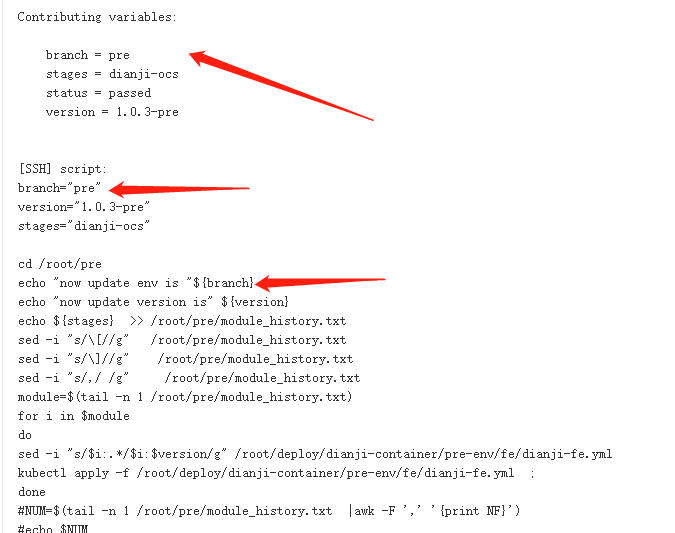 Contributing variables:
branch = pre
stages = dianji-ocs
status = passed
version = 1.0.3-pre
[SSH] script:
branch="pre"
version="1.0.3-pre"
stages="dianji-ocs"
cd /root/pre
echo "now update env is "${branch}
echo "now update version is" ${version}
echo ${stages}  >> /root/pre/module_history.txt
sed -i "s/\[//g"   /root/pre/module_history.txt
sed -i "s/\]//g"    /root/pre/module_history.txt
sed -i "s/,/ /g"     /root/pre/module_history.txt
module=$(tail -n 1 /root/pre/module_history.txt)
for i in $module
do
sed -i "s/$i:.*/$i:$version/g" /root/deploy/dianji-container/pre-env/fe/dianji-fe.yml
kubectl apply -f /root/deploy/dianji-container/pre-env/fe/dianji-fe.yml  ;
done
#NUM=$(tail -n 1 /root/pre/module_history.txt  |awk -F ',' '{print NF}')
#echo $NUM